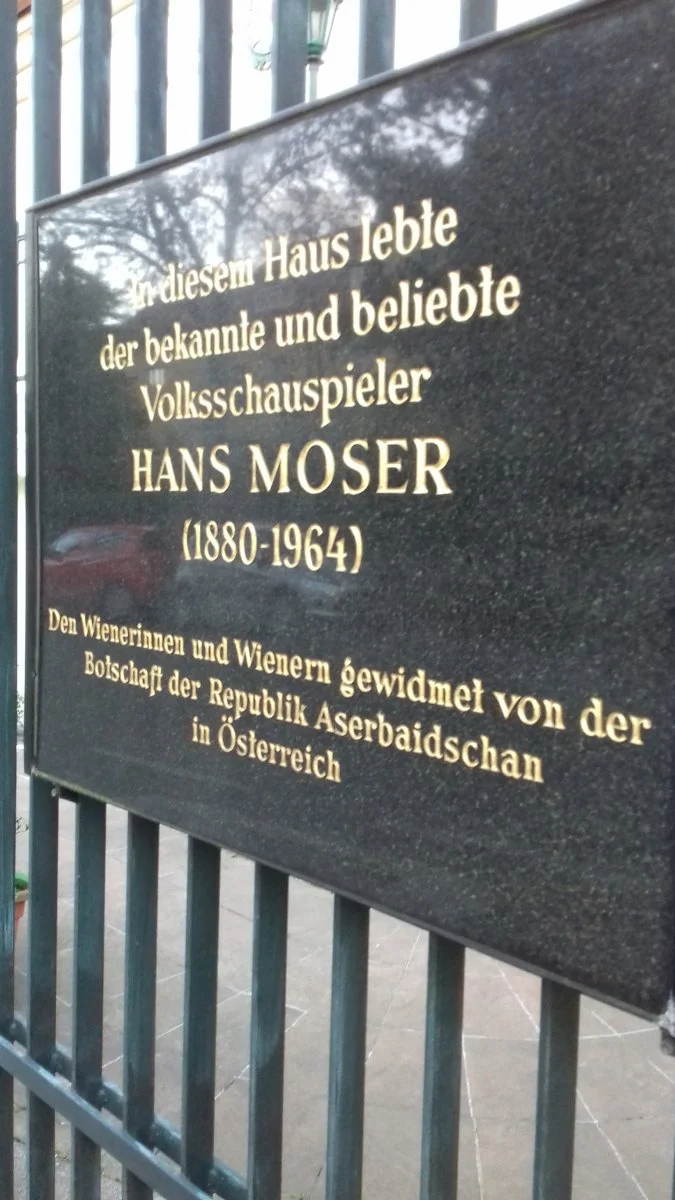 In diesem Haus lebte
der bekannte und beliebte
Volksschauspieler
HANS MOSER
(1880-1964)
Den Wienerinnen und Wienern gewidmet von der
Botschaft der Republik Aserbaidschan
in Österreich